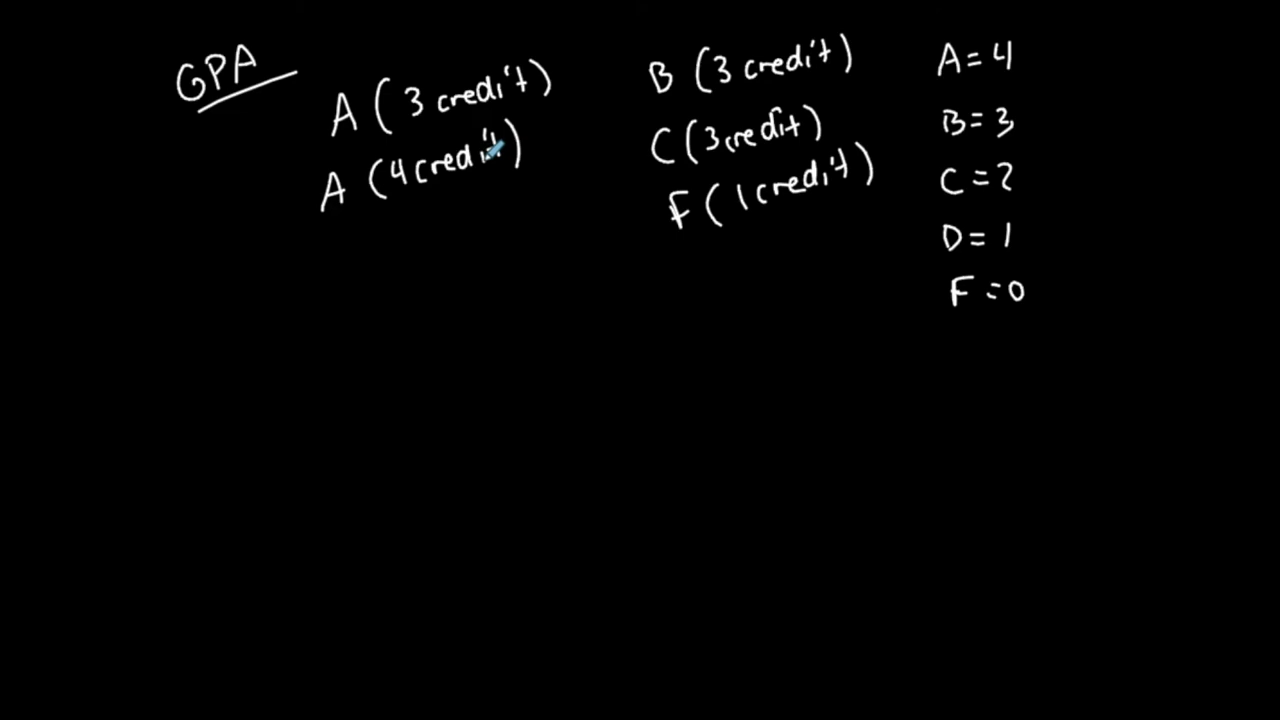 GPA
A (3 credit)
A (4 credit)
B (3 credit)
C (3 credit)
F (1 credit)
A = 4
B = 3
C = 2
D = 1
F = 0